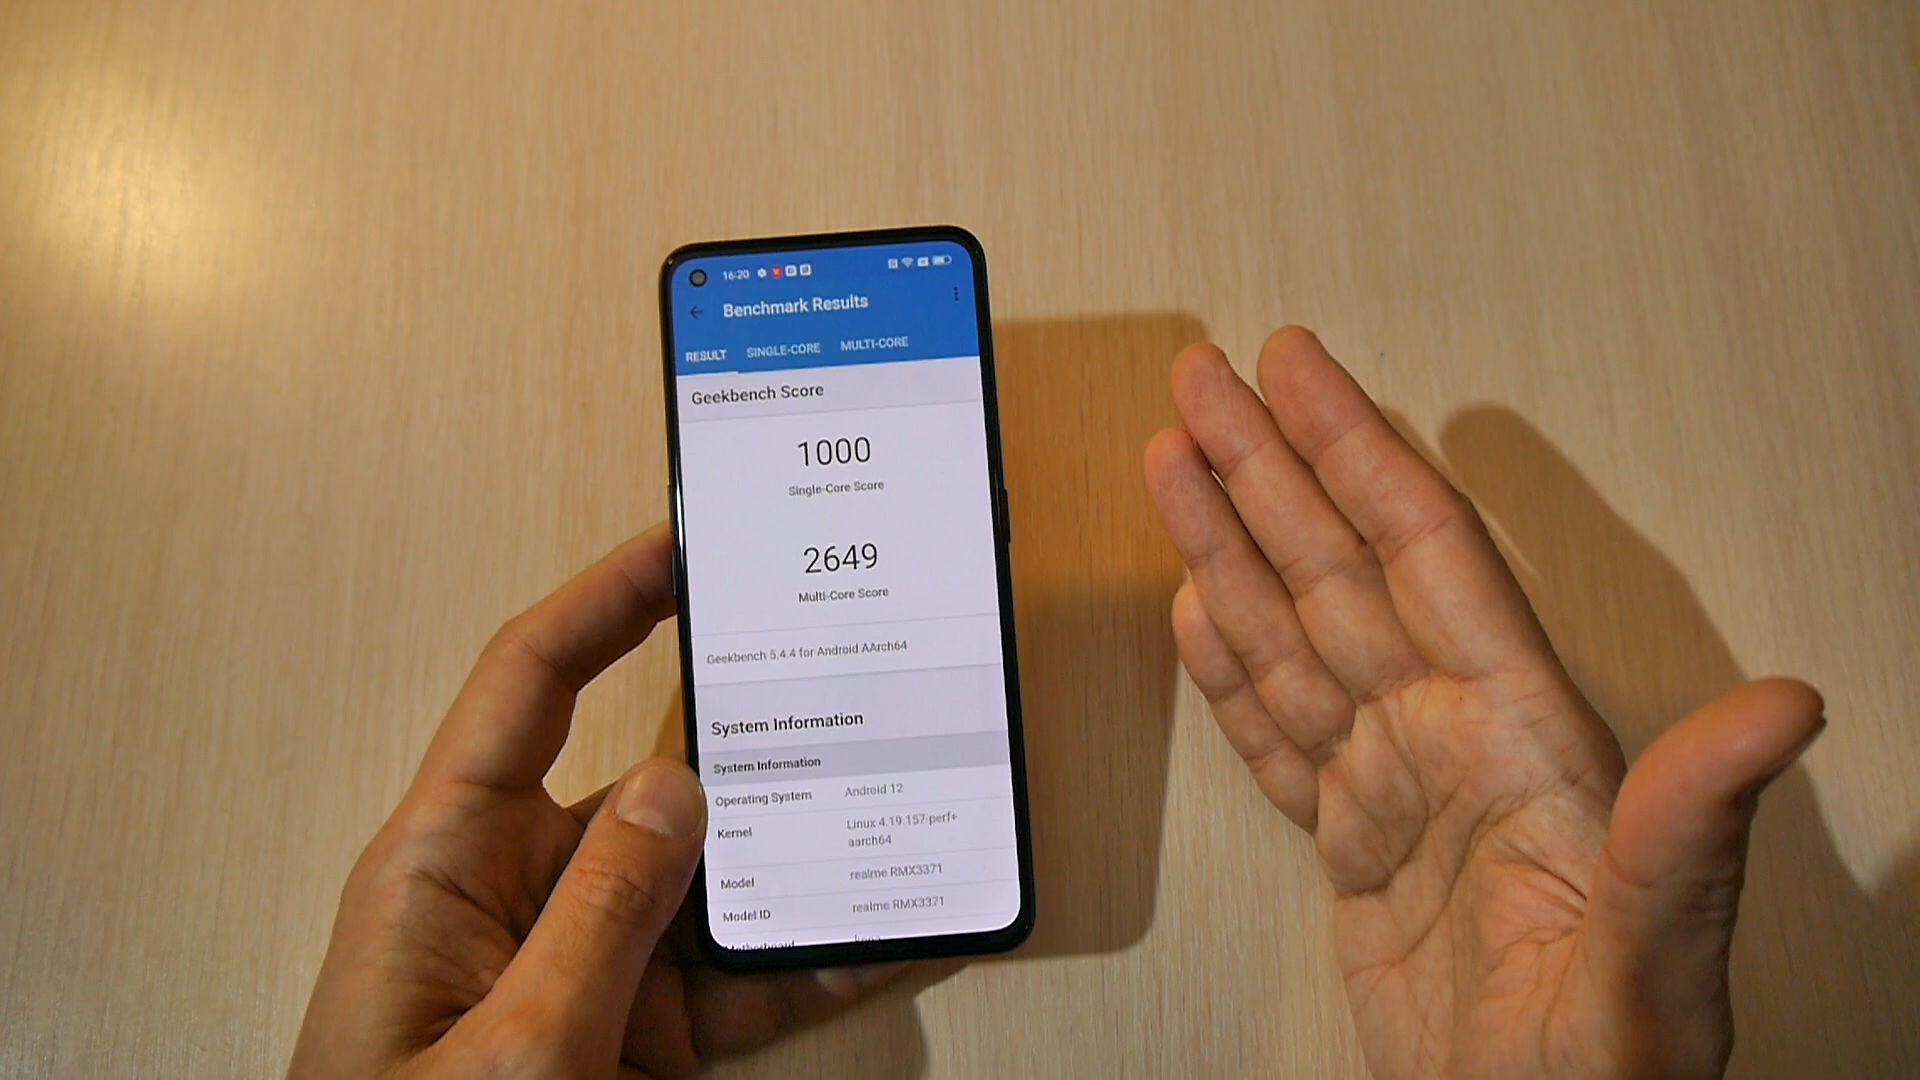 16:20
Benchmark Results
RESULT SINGLE-CORE MULTI-CORE
Geekbench Score
1000
Single-Core Score
2649
Multi-Core Score
Geekbench 5.4.4 for Android AArch64
System Information
System Information
Operating System Android 12
Kernel Linux 4.19.157-perf+
aarch64
Model realme RMX3371
Model ID realme RMX3371
Motherboard kona